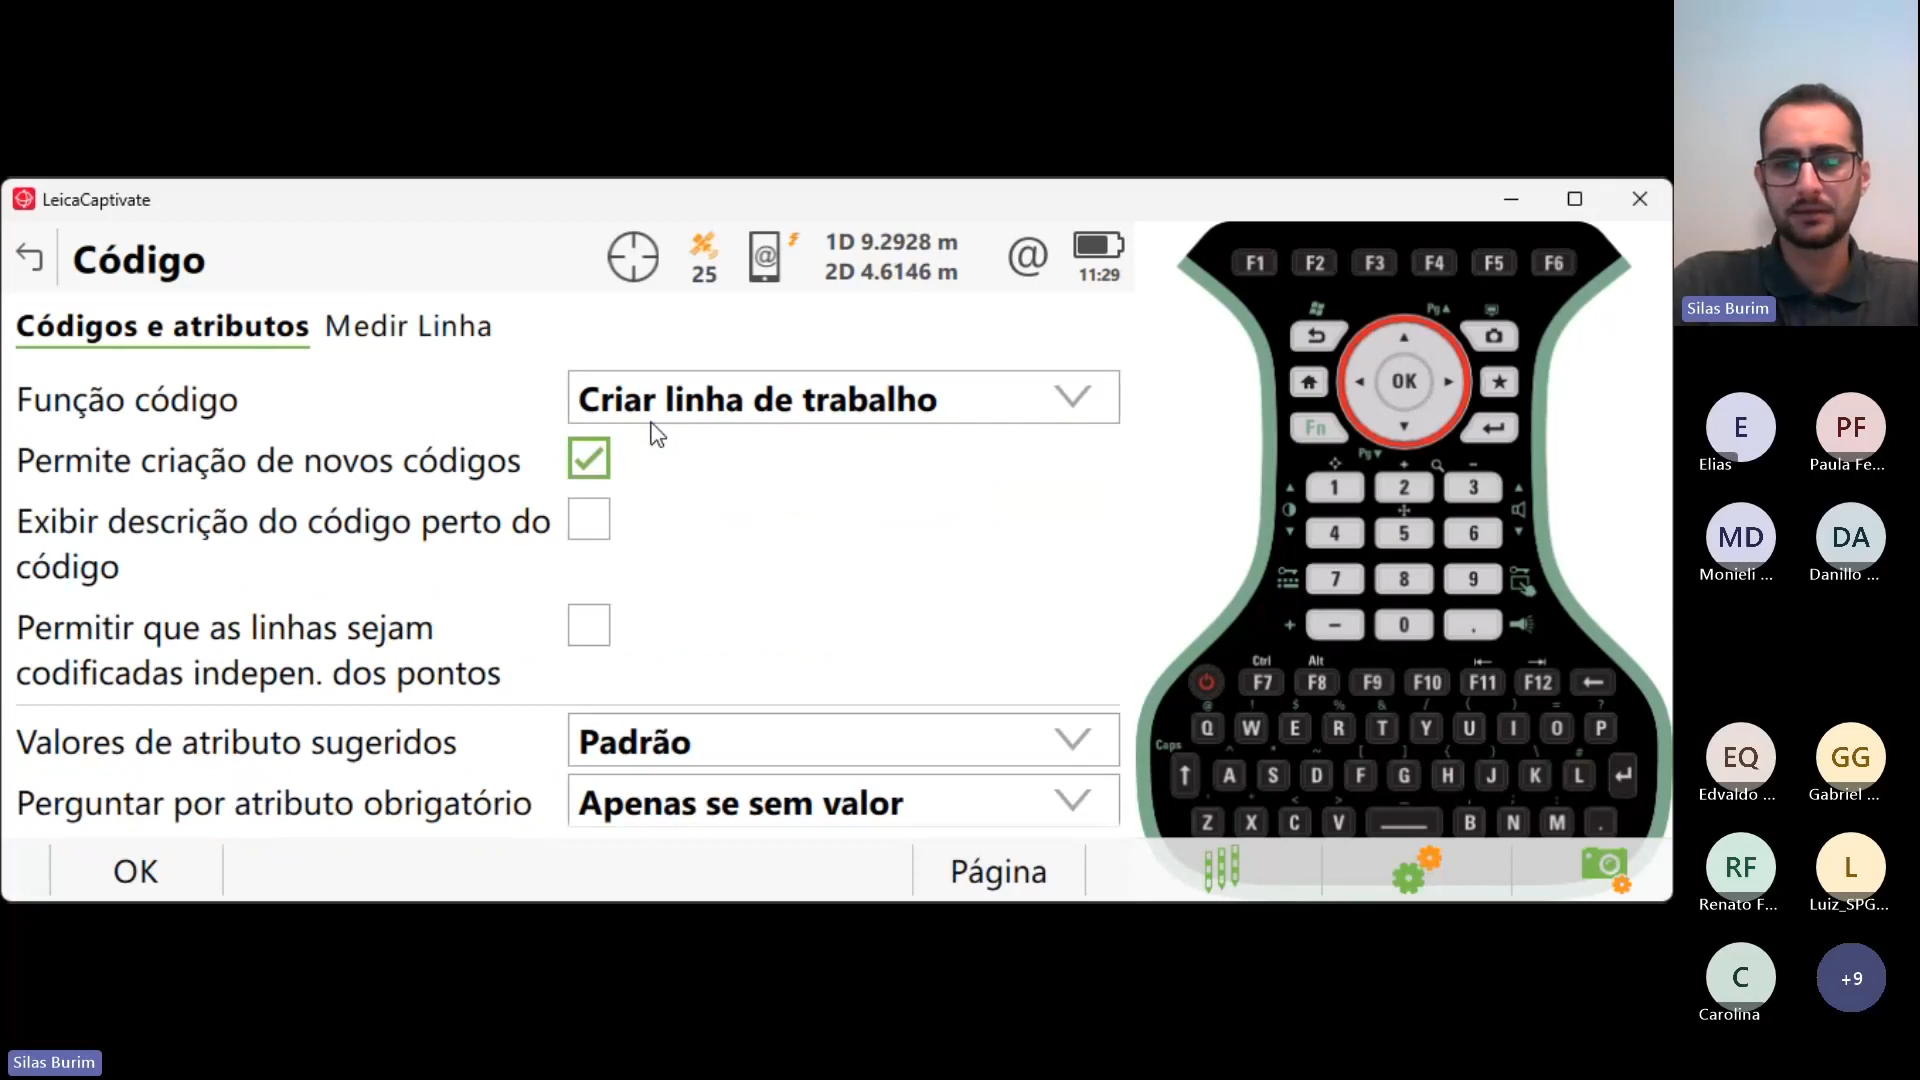 LeicaCaptivate
Código
25
@
1D 9.2928 m
2D 4.6146 m
@
11:29
Códigos e atributos Medir Linha
Função código
Criar linha de trabalho
Permite criação de novos códigos
Exibir descrição do código perto do
código
Permitir que as linhas sejam
codificadas indepen. dos pontos
Valores de atributo sugeridos
Padrão
Perguntar por atributo obrigatório
Apenas se sem valor
OK
Página
F1 F2 F3 F4 F5 F6
Pg
OK
Fn
Pg
1 2 3
4 5 6
7 8 9
- 0 .
Ctrl Alt
F7 F8 F9 F10 F11 F12
Q W E R T Y U I O P
Caps
A S D F G H J K L
Z X C V B N M .
Silas Burim
E
Elias
PF
Paula Fe...
MD
Monieli ...
DA
Danillo ...
EQ
Edvaldo ...
GG
Gabriel ...
RF
Renato F...
L
Luiz_SPG...
C
Carolina
+9
Silas Burim